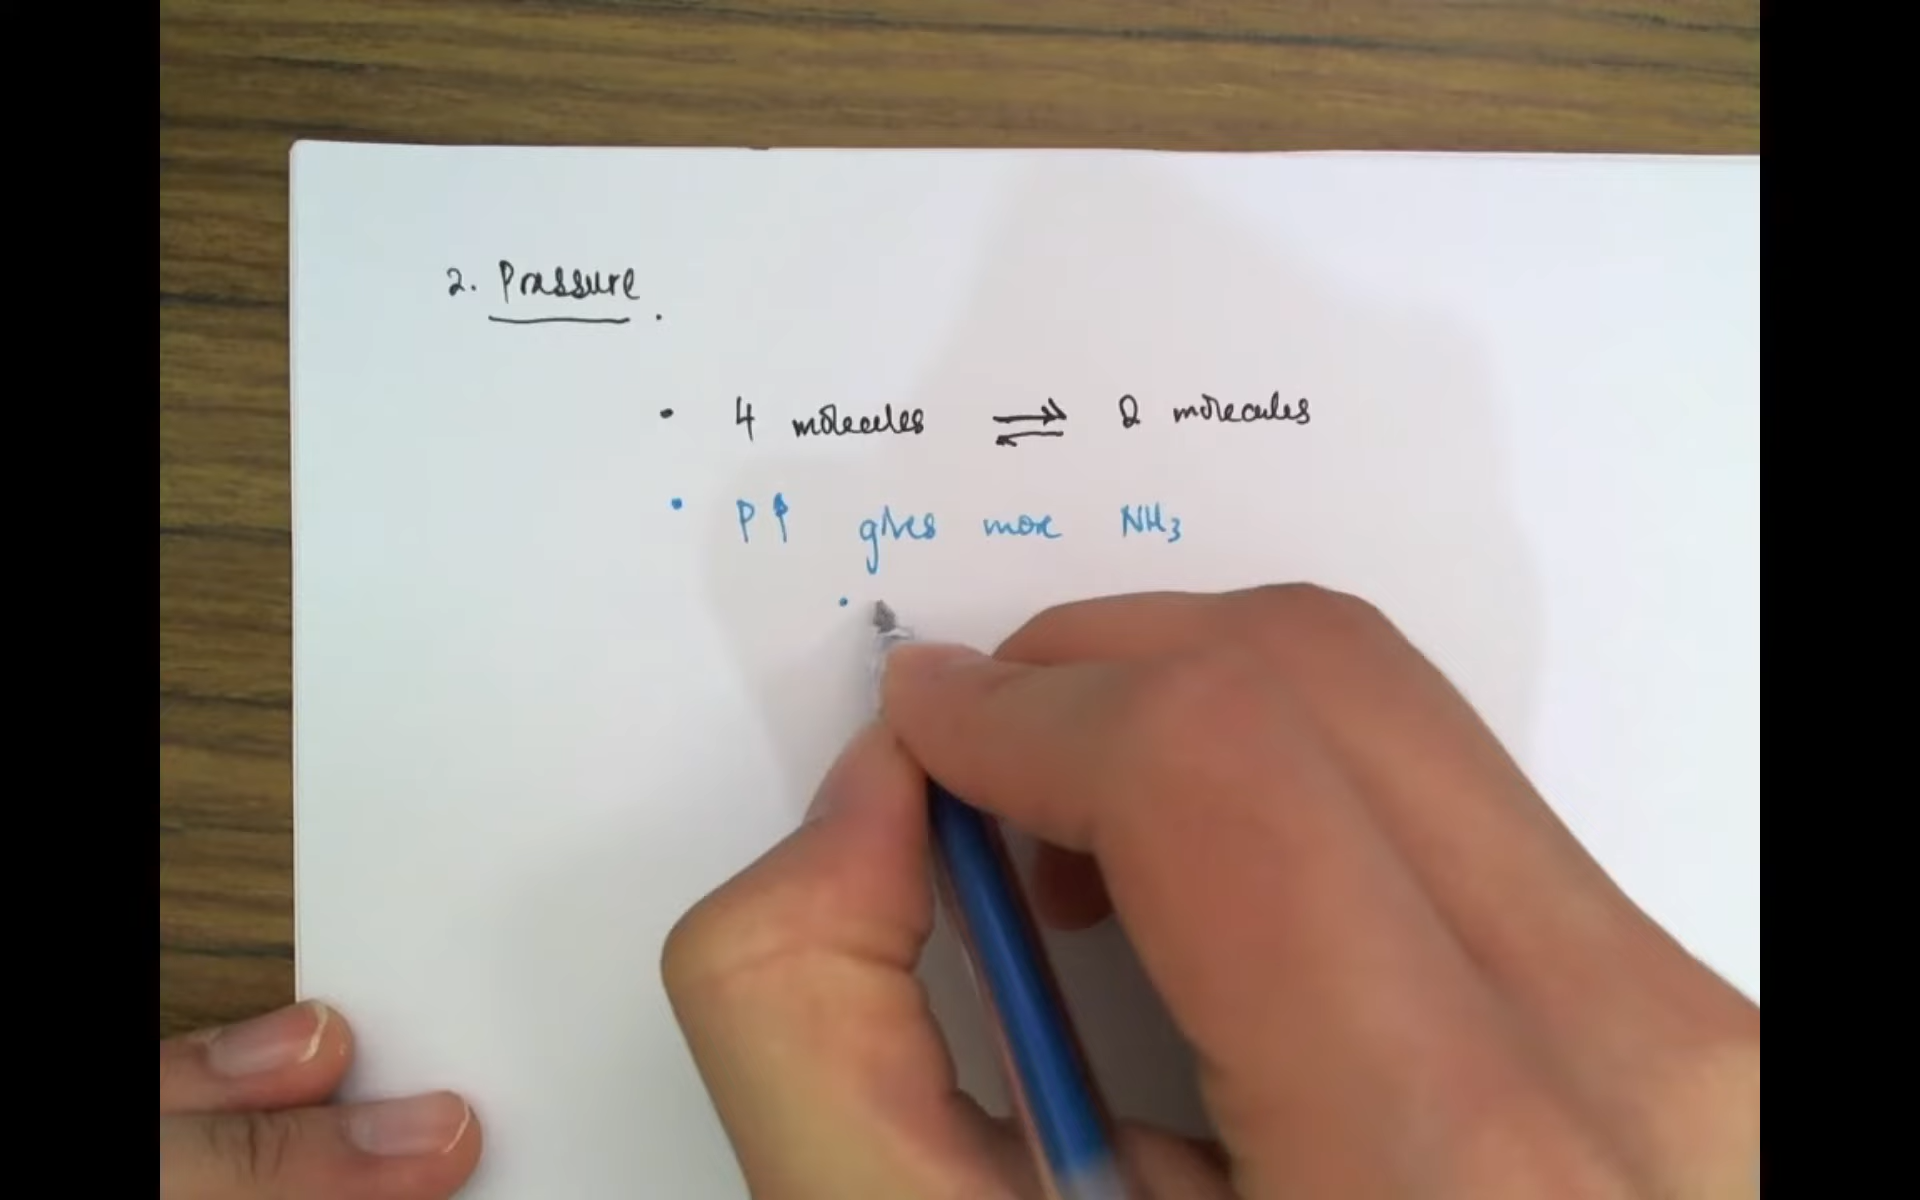 2. Pressure.
• 4 molecules ⇌ 2 molecules
• P↑ gives more NH₃
•